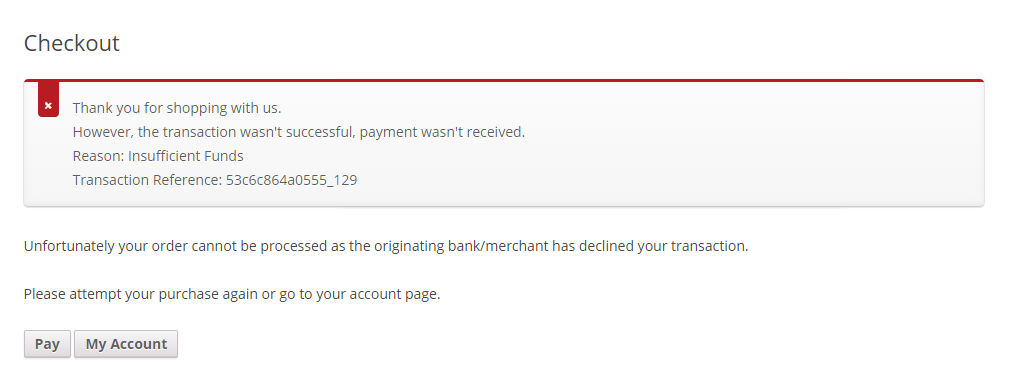 Checkout
Thank you for shopping with us.
However, the transaction wasn't successful, payment wasn't received.
Reason: Insufficient Funds
Transaction Reference: 53c6c864a0555_129
Unfortunately your order cannot be processed as the originating bank/merchant has declined your transaction.
Please attempt your purchase again or go to your account page.
Pay My Account